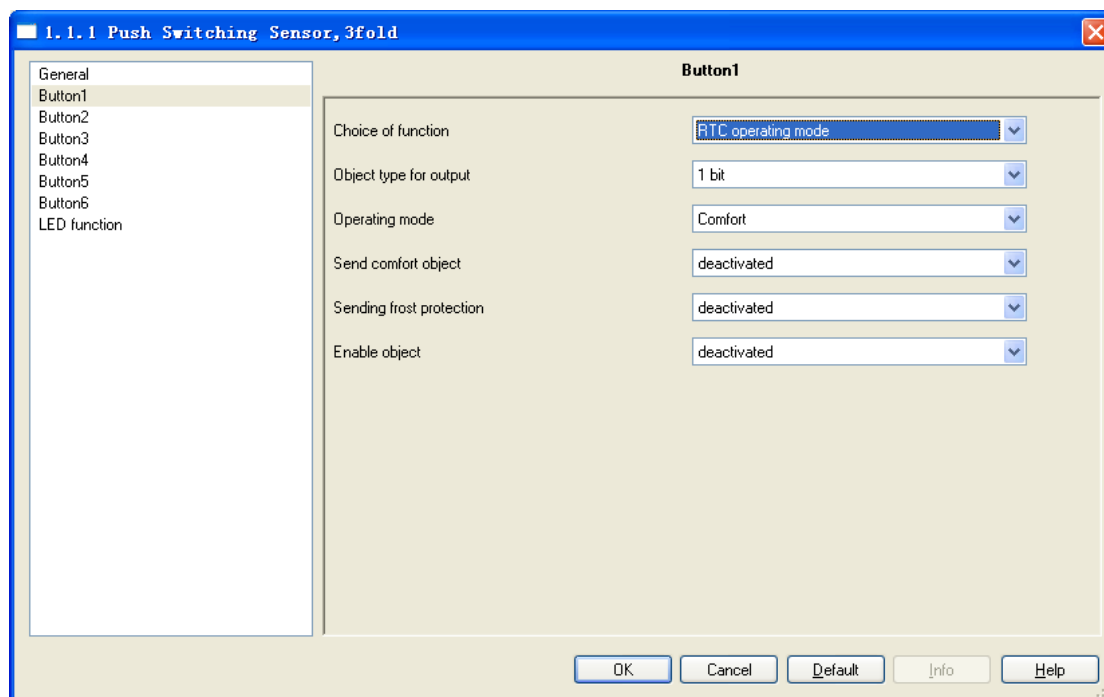 1.1.1 Push Switching Sensor,3fold
General
Button1
Button2
Button3
Button4
Button5
Button6
LED function
Button1
Choice of function RTC operating mode
Object type for output 1 bit
Operating mode Comfort
Send comfort object deactivated
Sending frost protection deactivated
Enable object deactivated
OK Cancel Default Info Help